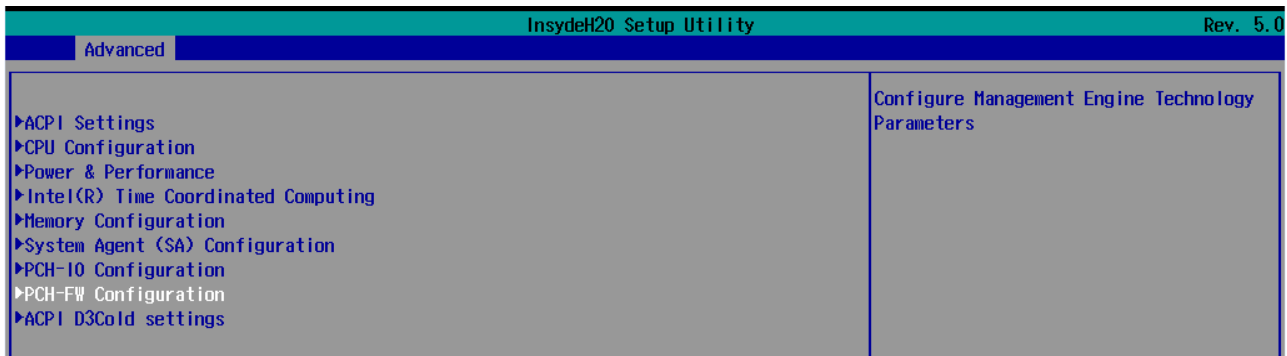 InsydeH2O Setup Utility Rev. 5.0
Advanced
▶ACPI Settings
▶CPU Configuration
▶Power & Performance
▶Intel(R) Time Coordinated Computing
▶Memory Configuration
▶System Agent (SA) Configuration
▶PCH-IO Configuration
▶PCH-FW Configuration
▶ACPI D3Cold settings
Configure Management Engine Technology
Parameters